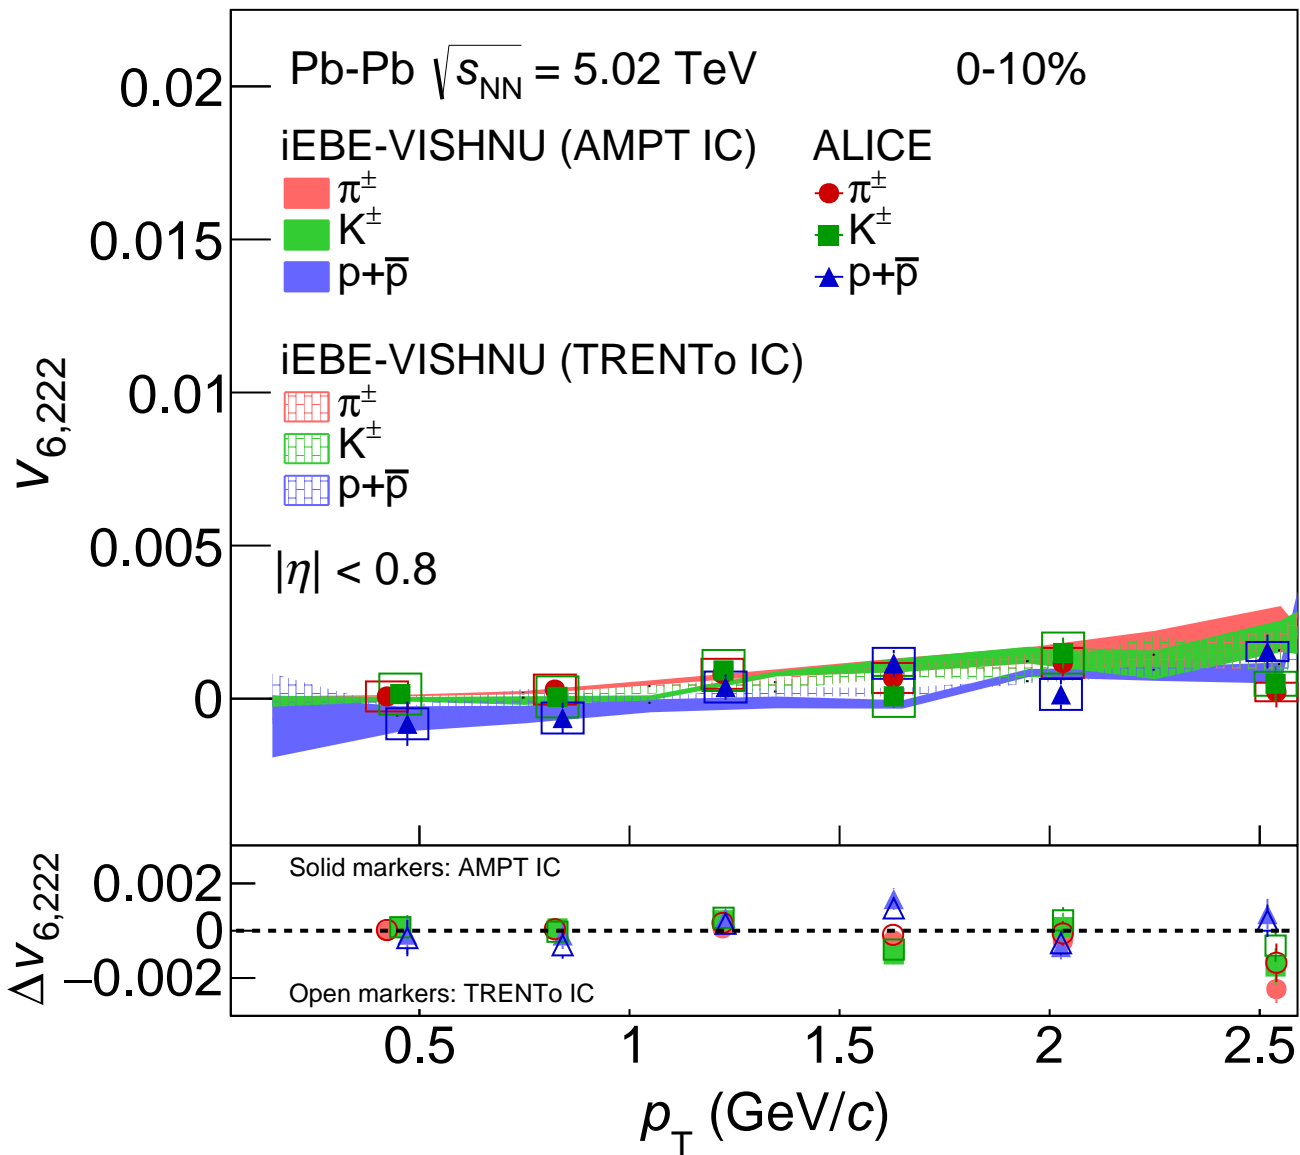 Pb-Pb √s_NN = 5.02 TeV 0-10%
iEBE-VISHNU (AMPT IC) ALICE
π± π±
K± K±
p+p̅ p+p̅
iEBE-VISHNU (TRENTo IC)
π±
K±
p+p̅
|η| < 0.8
v6,222
0.02
0.015
0.01
0.005
0
Solid markers: AMPT IC
Open markers: TRENTo IC
Δv6,222
0.002
0
−0.002
0.5 1 1.5 2 2.5
pT (GeV/c)